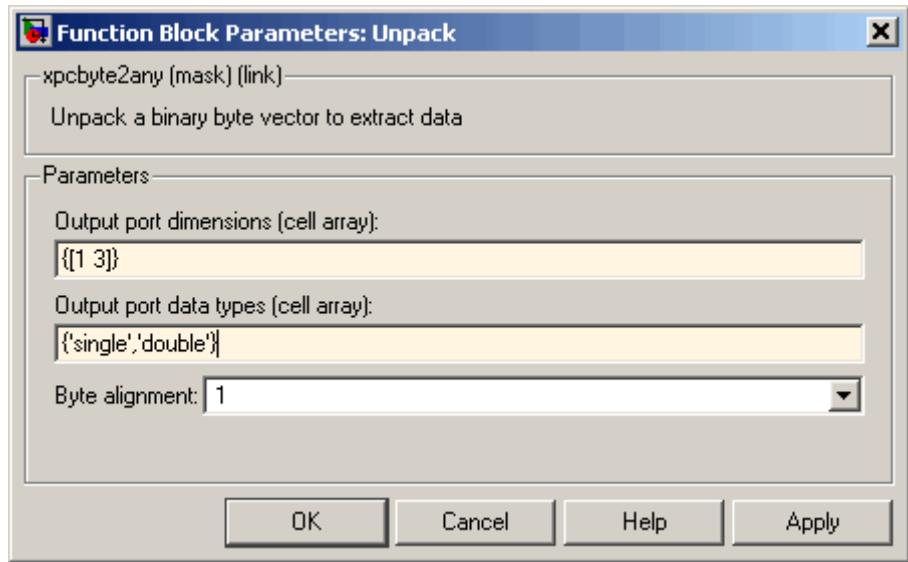 Function Block Parameters: Unpack
xpcbyte2any (mask) (link)
Unpack a binary byte vector to extract data
Parameters
Output port dimensions (cell array):
{[1 3]}
Output port data types (cell array):
{'single','double'}
Byte alignment: 1
OK Cancel Help Apply